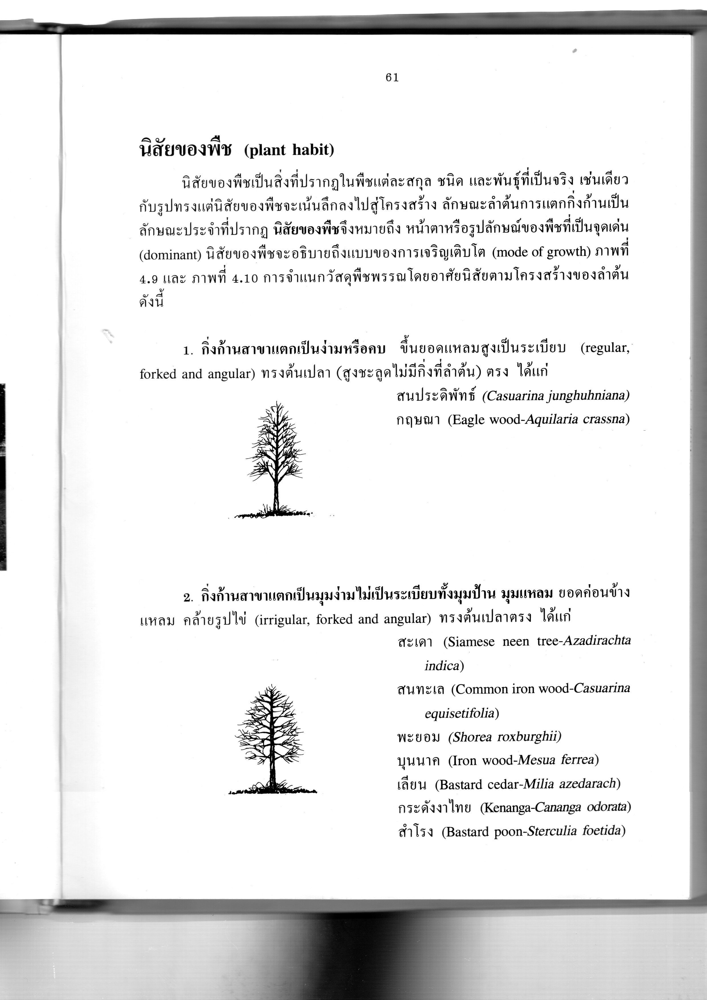 61
นิสัยของพืช (plant habit)
นิสัยของพืชเป็นสิ่งที่ปรากฏในพืชแต่ละสกุล ชนิด และพันธุ์ที่เป็นจริง เช่นเดียว
กับรูปทรงแต่นิสัยของพืชจะเน้นลึกลงไปสู่โครงสร้าง ลักษณะลำต้นการแตกกิ่งก้านเป็น
ลักษณะประจำที่ปรากฏ นิสัยของพืชจึงหมายถึง หน้าตาหรือรูปลักษณ์ของพืชที่เป็นจุดเด่น
(dominant) นิสัยของพืชจะอธิบายถึงแบบของการเจริญเติบโต (mode of growth) ภาพที่
4.9 และ ภาพที่ 4.10 การจำแนกวัสดุพืชพรรณโดยอาศัยนิสัยตามโครงสร้างของลำต้น
ดังนี้
1. กิ่งก้านสาขาแตกเป็นง่ามหรือคบ ขึ้นยอดแหลมสูงเป็นระเบียบ (regular,
forked and angular) ทรงต้นเปลา (สูงชะลูดไม่มีกิ่งที่ลำต้น) ตรง ได้แก่
สนประดิพัทธ์ (Casuarina junghuhniana)
กฤษณา (Eagle wood-Aquilaria crassna)
2. กิ่งก้านสาขาแตกเป็นมุมง่ามไม่เป็นระเบียบทั้งมุมป้าน มุมแหลม ยอดค่อนข้าง
แหลม คล้ายรูปไข่ (irrigular, forked and angular) ทรงต้นเปลาตรง ได้แก่
สะเดา (Siamese neen tree-Azadirachta
indica)
สนทะเล (Common iron wood-Casuarina
equisetifolia)
พะยอม (Shorea roxburghii)
บุนนาค (Iron wood-Mesua ferrea)
เลียน (Bastard cedar-Milia azedarach)
กระดังงาไทย (Kenanga-Cananga odorata)
สำโรง (Bastard poon-Sterculia foetida)